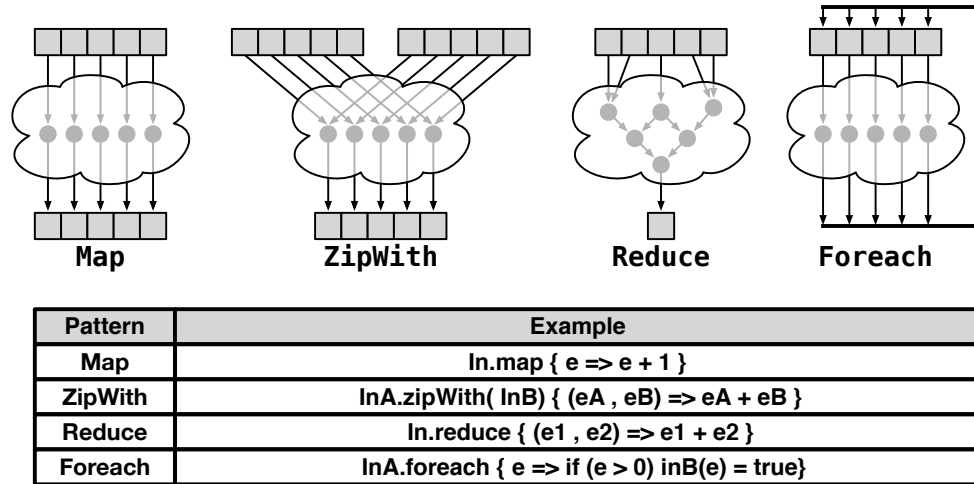 Map ZipWith Reduce Foreach
Pattern Example
Map In.map { e => e + 1 }
ZipWith InA.zipWith( InB) { (eA , eB) => eA + eB }
Reduce In.reduce { (e1 , e2) => e1 + e2 }
Foreach InA.foreach { e => if (e > 0) inB(e) = true}